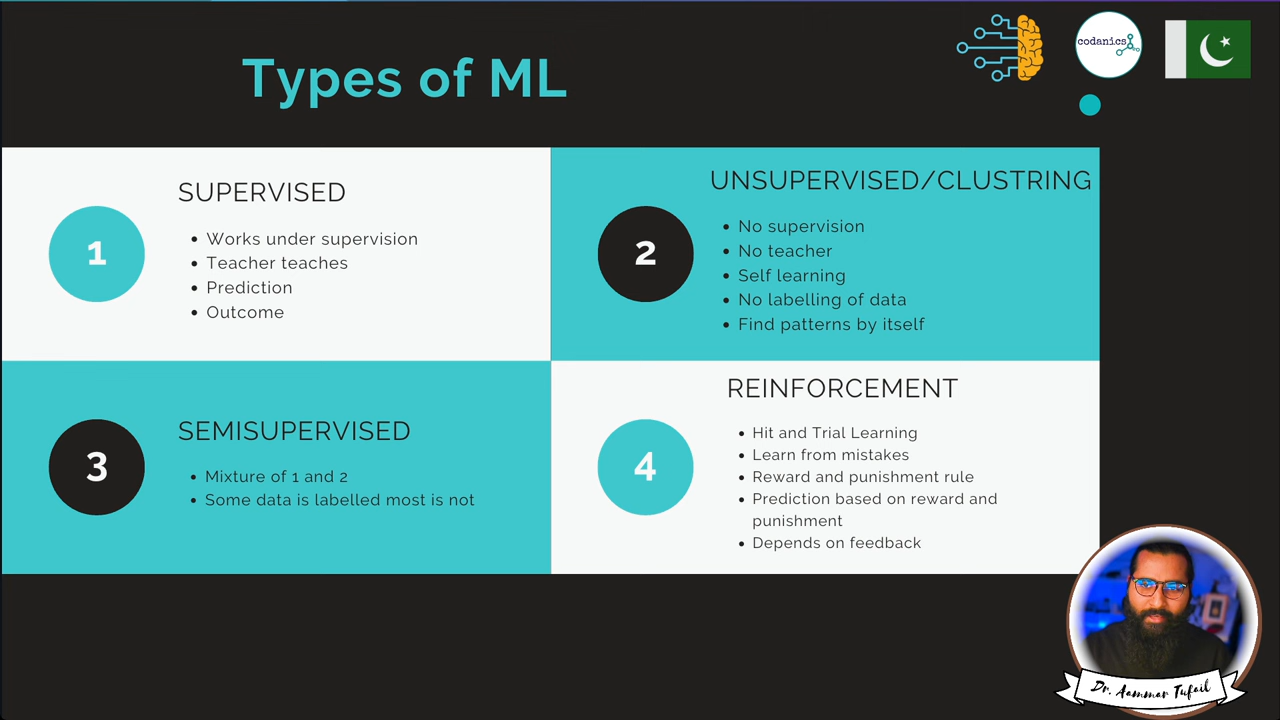 Types of ML
codanics
1
SUPERVISED
• Works under supervision
• Teacher teaches
• Prediction
• Outcome
2
UNSUPERVISED/CLUSTRING
• No supervision
• No teacher
• Self learning
• No labelling of data
• Find patterns by itself
3
SEMISUPERVISED
• Mixture of 1 and 2
• Some data is labelled most is not
4
REINFORCEMENT
• Hit and Trial Learning
• Learn from mistakes
• Reward and punishment rule
• Prediction based on reward and
punishment
• Depends on feedback
Dr. Aammar Tufail